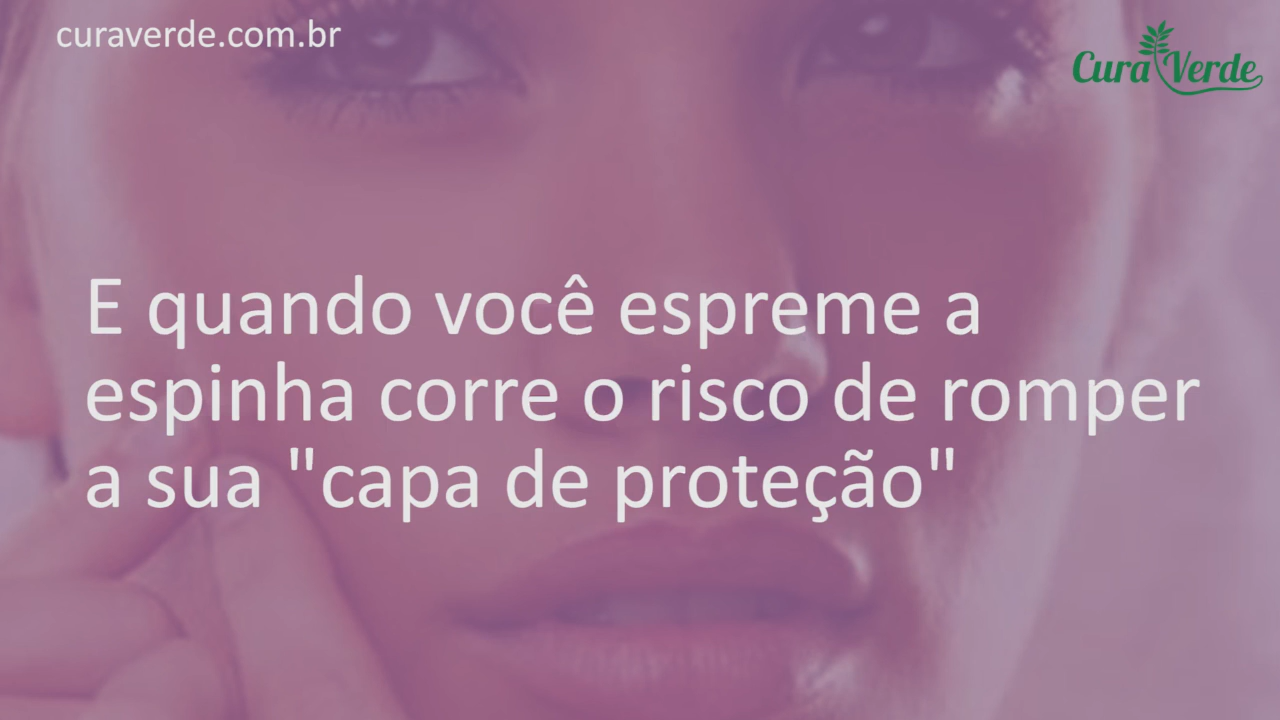 curaverde.com.br
Cura Verde
E quando você espreme a
espinha corre o risco de romper
a sua "capa de proteção"